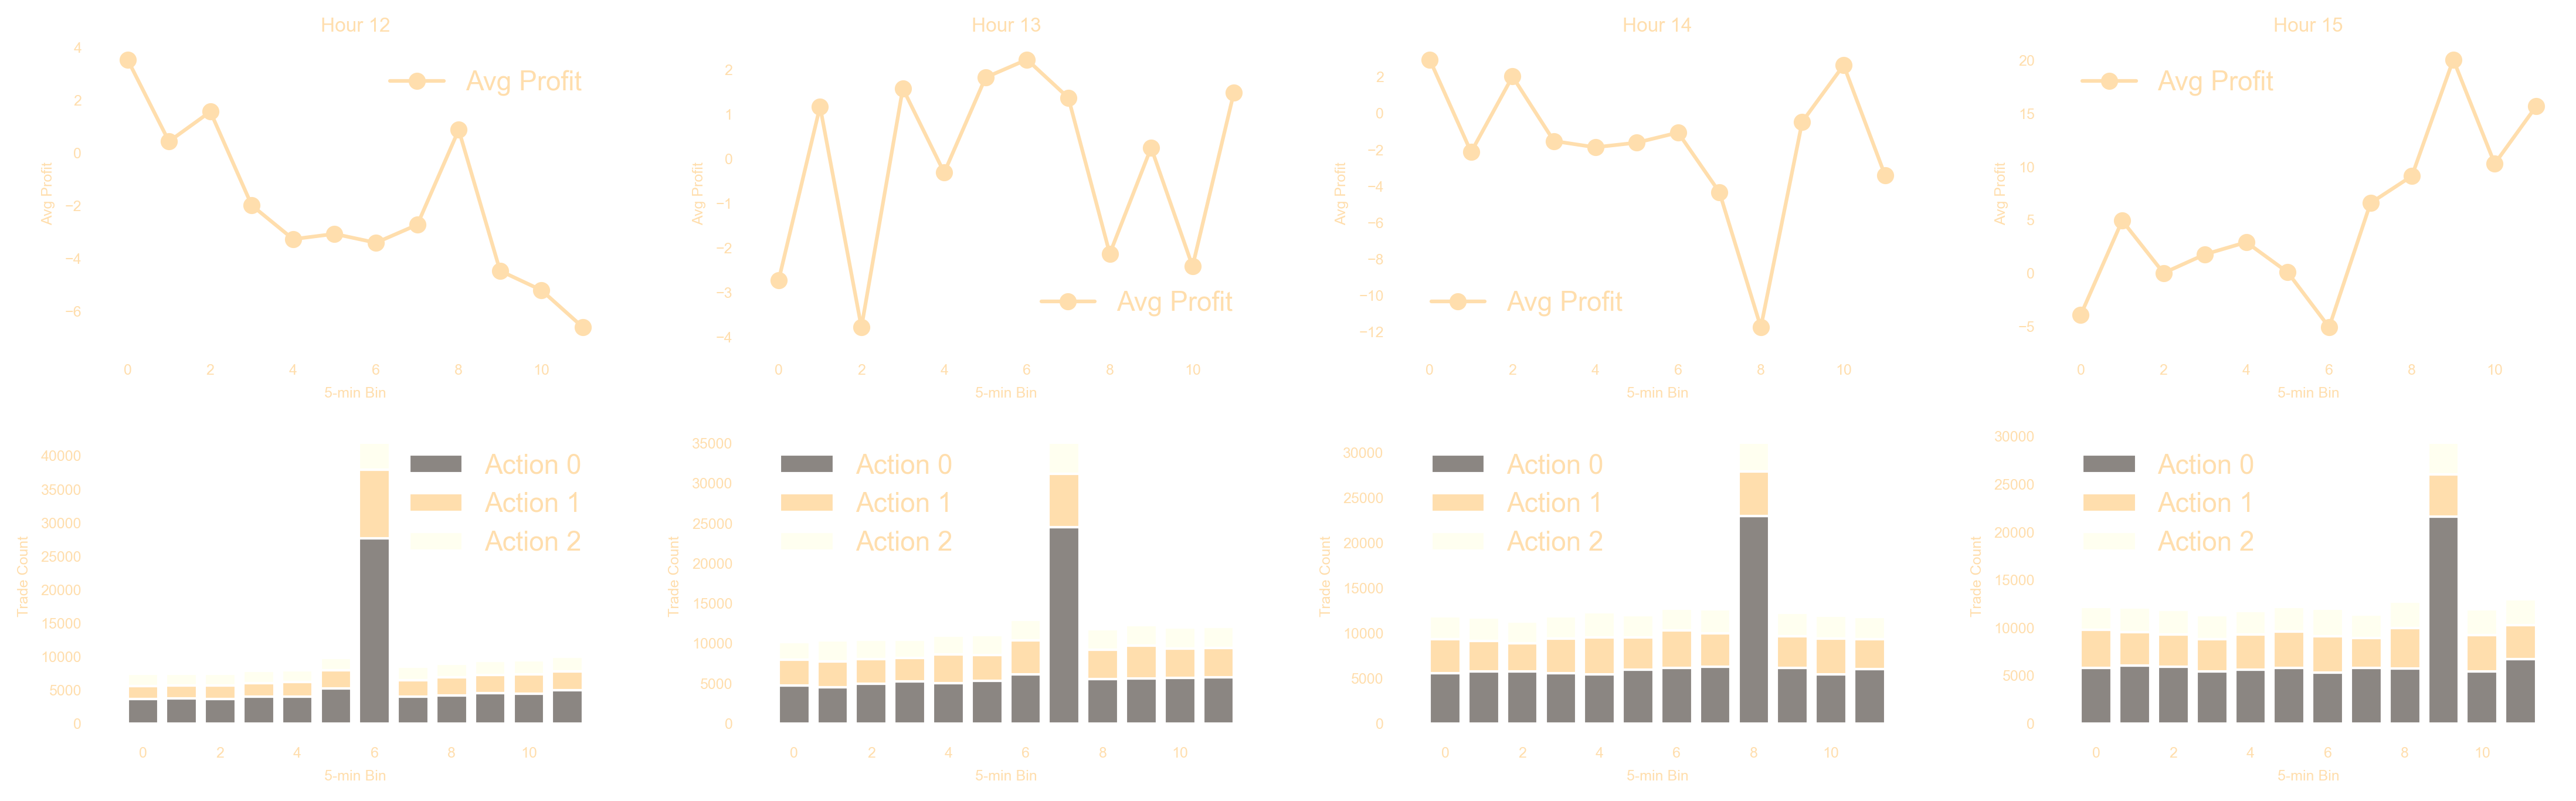 Hour 12
4
2
0
−2
−4
−6
Avg Profit
Avg Profit
0 2 4 6 8 10
5-min Bin
Hour 13
2
1
0
−1
−2
−3
−4
Avg Profit
Avg Profit
0 2 4 6 8 10
5-min Bin
Hour 14
2
0
−2
−4
−6
−8
−10
−12
Avg Profit
Avg Profit
0 2 4 6 8 10
5-min Bin
Hour 15
20
15
10
5
0
−5
Avg Profit
Avg Profit
0 2 4 6 8 10
5-min Bin
40000
35000
30000
25000
20000
15000
10000
5000
0
Trade Count
Action 0
Action 1
Action 2
0 2 4 6 8 10
5-min Bin
35000
30000
25000
20000
15000
10000
5000
0
Trade Count
Action 0
Action 1
Action 2
0 2 4 6 8 10
5-min Bin
30000
25000
20000
15000
10000
5000
0
Trade Count
Action 0
Action 1
Action 2
0 2 4 6 8 10
5-min Bin
30000
25000
20000
15000
10000
5000
0
Trade Count
Action 0
Action 1
Action 2
0 2 4 6 8 10
5-min Bin